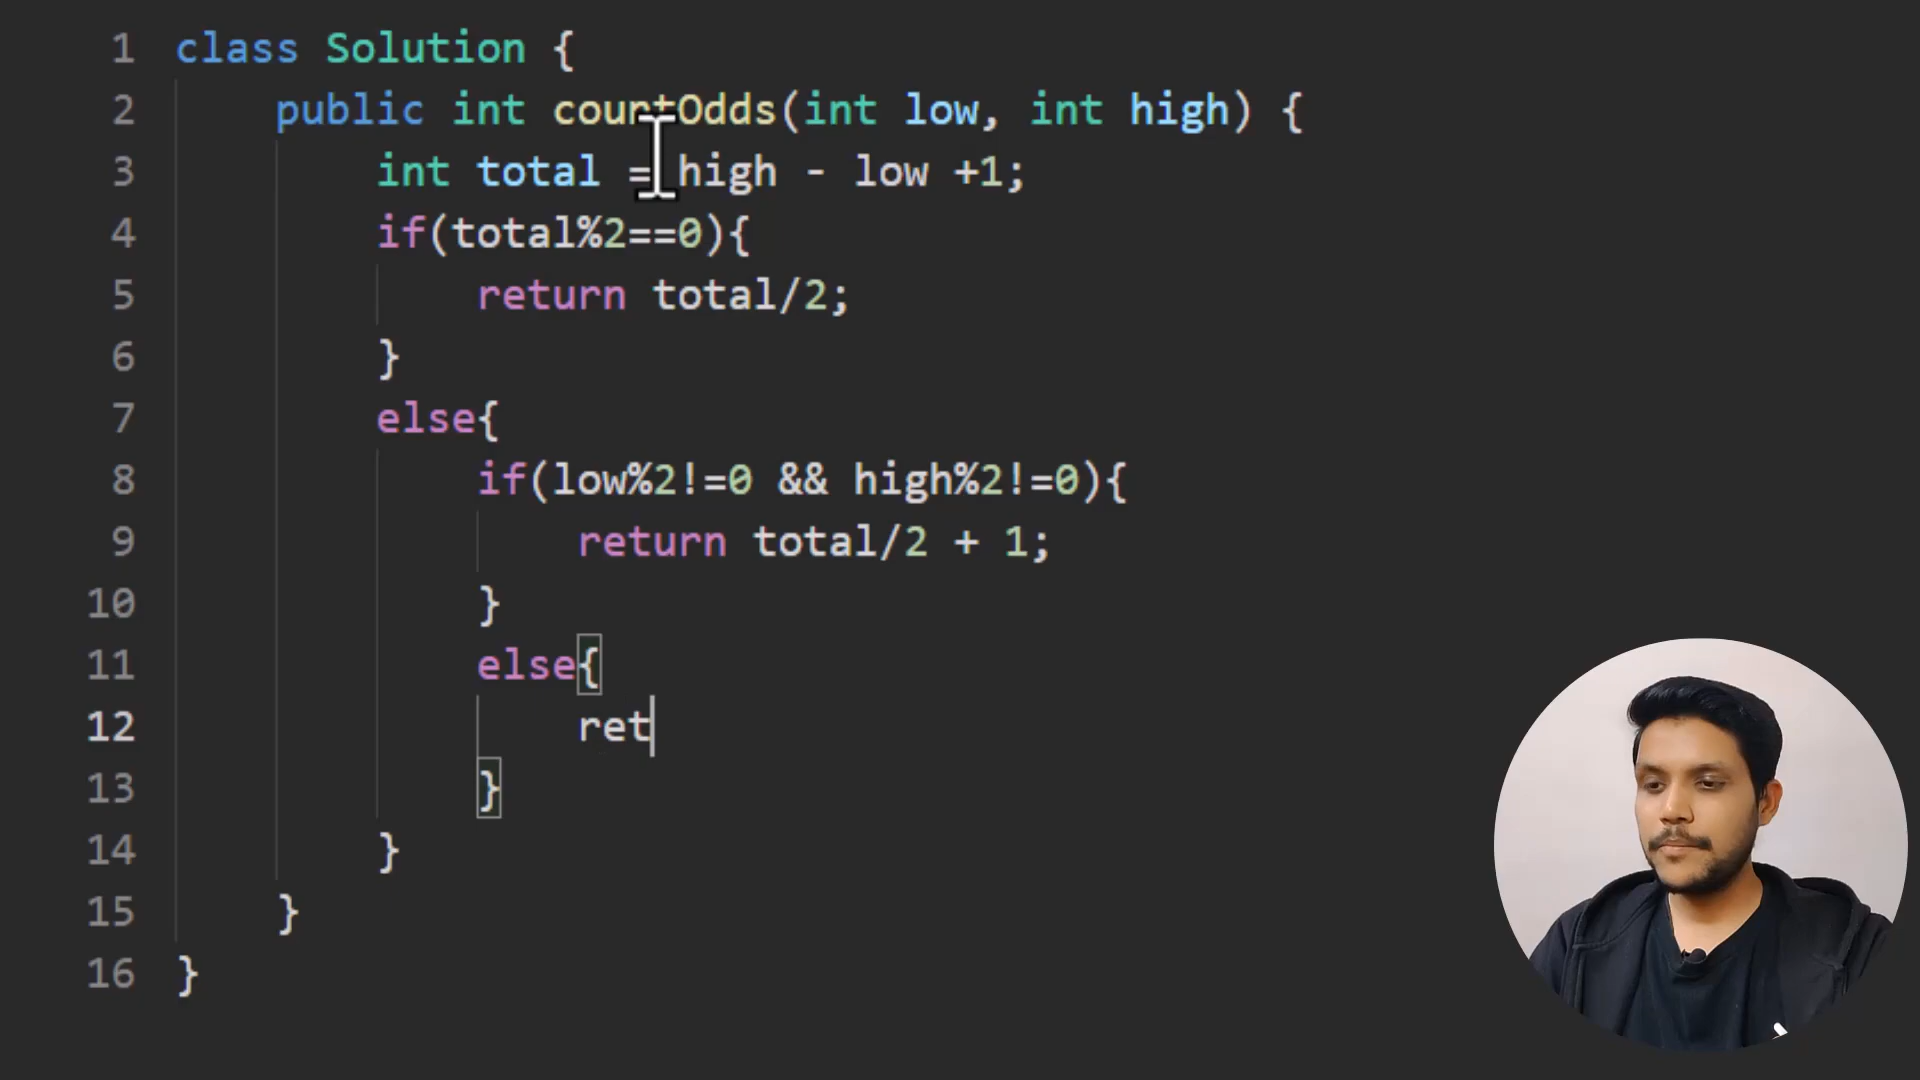 1 class Solution {
2 public int countOdds(int low, int high) {
3 int total = high - low +1;
4 if(total%2==0){
5 return total/2;
6 }
7 else{
8 if(low%2!=0 && high%2!=0){
9 return total/2 + 1;
10 }
11 else{
12 ret
13 }
14 }
15 }
16 }